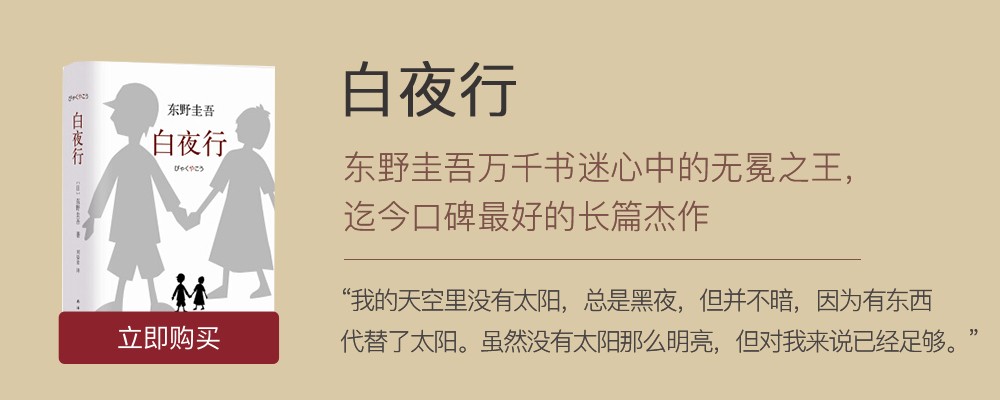 白夜行
东野圭吾万千书迷心中的无冕之王，
迄今口碑最好的长篇杰作
“我的天空里没有太阳，总是黑夜，但并不暗，因为有东西
代替了太阳。虽然没有太阳那么明亮，但对我来说已经足够。”
びゃくやこう
白夜行
〔日〕东野圭吾 著
东野圭吾
白夜行
びゃくやこう
立即购买